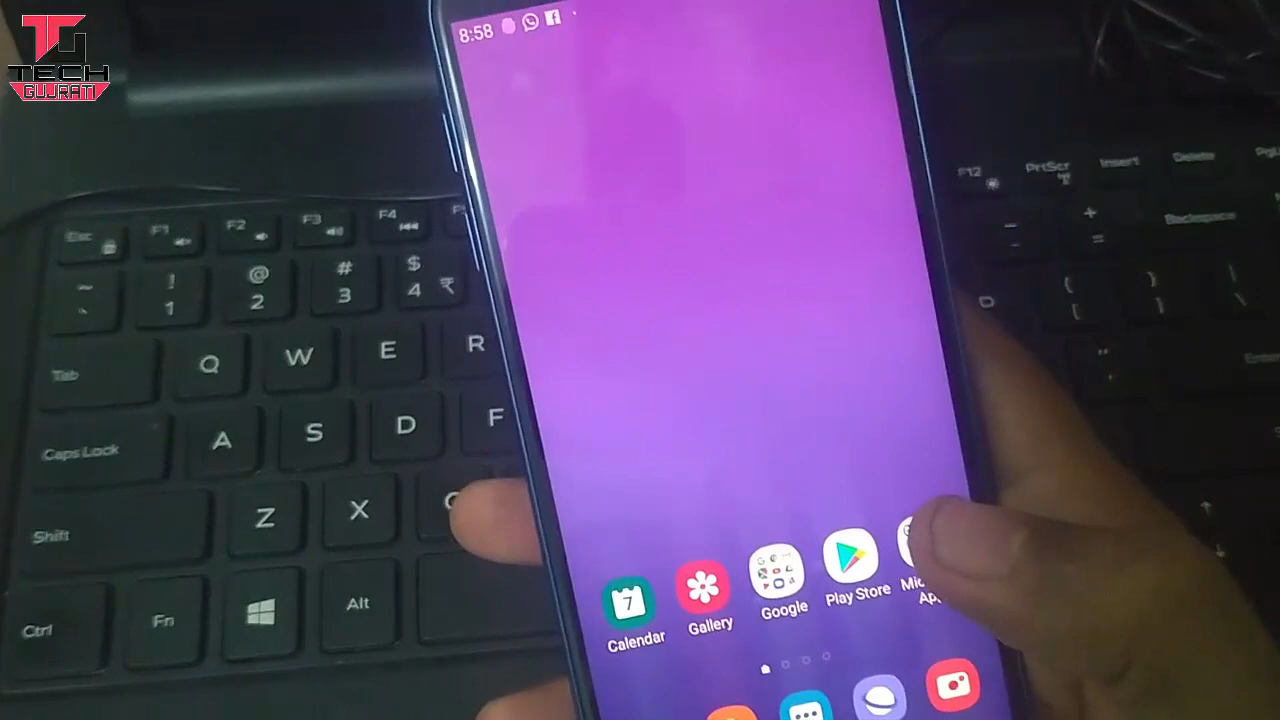 TG
TECH
GUJRATI
8:58
Esc
F1
F2
F3
F4
F12
PrtScr
Insert
Delete
~
`
!
1
@
2
#
3
$
4 ₹
-
+
=
Backspace
Tab
Q
W
E
R
{
[
}
]
\
Caps Lock
A
S
D
F
"
'
Shift
Z
X
Ctrl
Fn
Alt
7
Calendar
Gallery
Google
Play Store